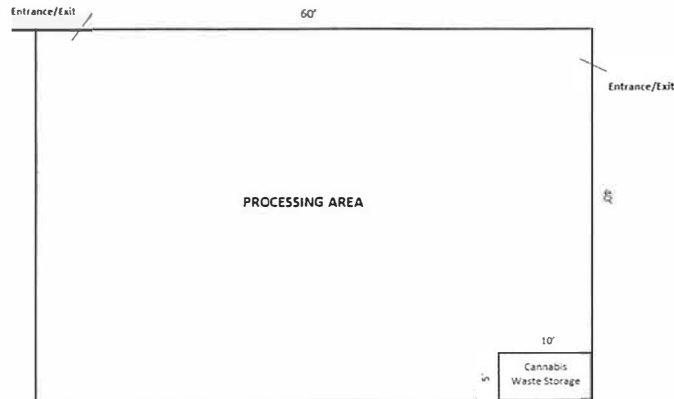 Entrance/Exit
60'
Entrance/Exit
PROCESSING AREA
40'
10'
5'
Cannabis
Waste Storage